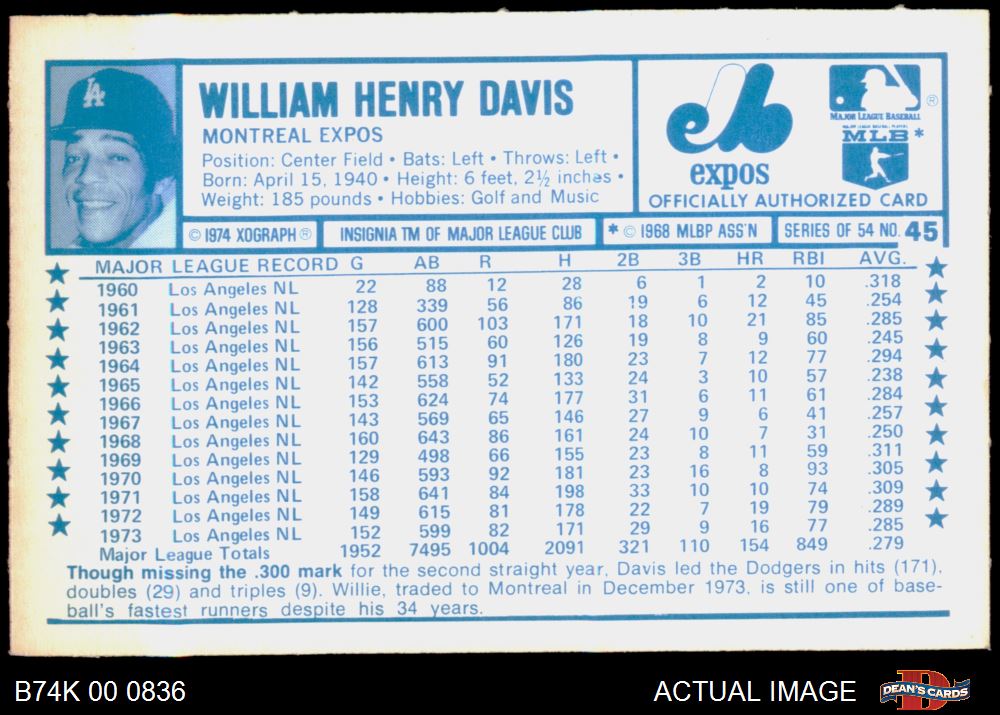 LA
WILLIAM HENRY DAVIS
MONTREAL EXPOS
Position: Center Field • Bats: Left • Throws: Left •
Born: April 15, 1940 • Height: 6 feet, 2½ inches •
Weight: 185 pounds • Hobbies: Golf and Music
expos
OFFICIALLY AUTHORIZED CARD
MAJOR LEAGUE BASEBALL ®
MAJOR LEAGUE BASEBALL PLAYERS
MLB *
© 1974 XOGRAPH ® INSIGNIA TM OF MAJOR LEAGUE CLUB * © 1968 MLBP ASS'N SERIES OF 54 NO. 45
MAJOR LEAGUE RECORD G AB R H 2B 3B HR RBI AVG.
1960 Los Angeles NL 22 88 12 28 6 1 2 10 .318
1961 Los Angeles NL 128 339 56 86 19 6 12 45 .254
1962 Los Angeles NL 157 600 103 171 18 10 21 85 .285
1963 Los Angeles NL 156 515 60 126 19 8 9 60 .245
1964 Los Angeles NL 157 613 91 180 23 7 12 77 .294
1965 Los Angeles NL 142 558 52 133 24 3 10 57 .238
1966 Los Angeles NL 153 624 74 177 31 6 11 61 .284
1967 Los Angeles NL 143 569 65 146 27 9 6 41 .257
1968 Los Angeles NL 160 643 86 161 24 10 7 31 .250
1969 Los Angeles NL 129 498 66 155 23 8 11 59 .311
1970 Los Angeles NL 146 593 92 181 23 16 8 93 .305
1971 Los Angeles NL 158 641 84 198 33 10 10 74 .309
1972 Los Angeles NL 149 615 81 178 22 7 19 79 .289
1973 Los Angeles NL 152 599 82 171 29 9 16 77 .285
Major League Totals 1952 7495 1004 2091 321 110 154 849 .279
Though missing the .300 mark for the second straight year, Davis led the Dodgers in hits (171),
doubles (29) and triples (9). Willie, traded to Montreal in December 1973, is still one of base-
ball's fastest runners despite his 34 years.
B74K 00 0836
ACTUAL IMAGE
DEAN'S CARDS